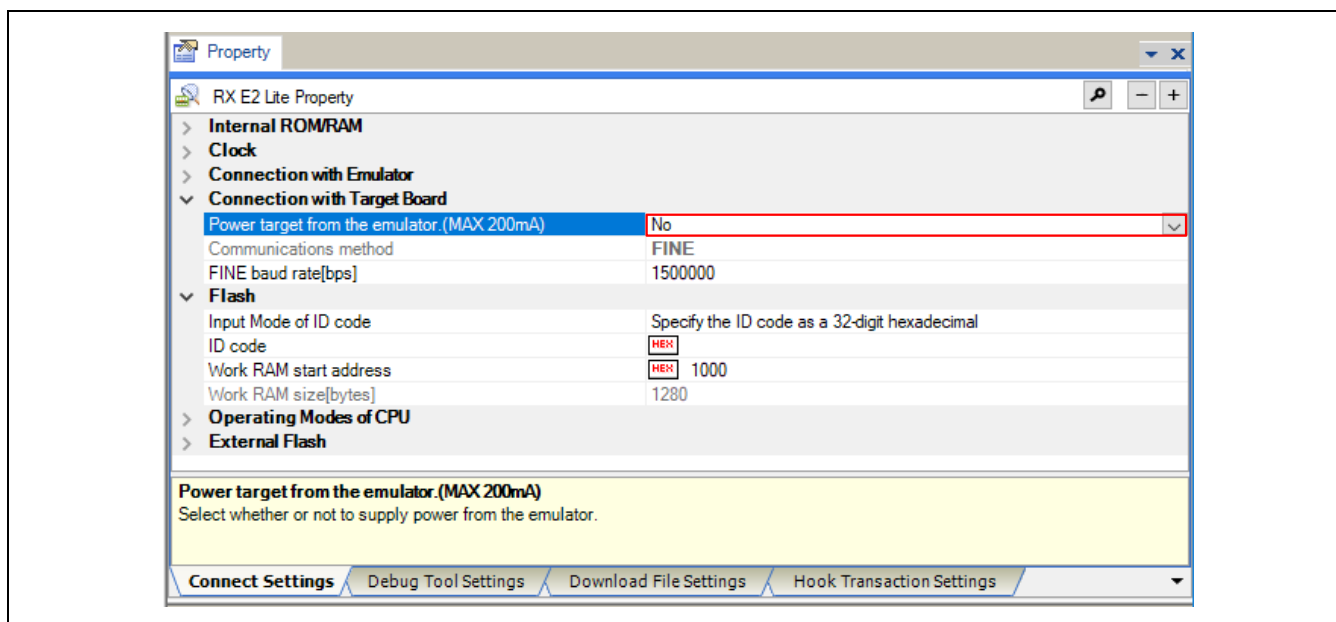 Property
RX E2 Lite Property
Internal ROM/RAM
Clock
Connection with Emulator
Connection with Target Board
Power target from the emulator.(MAX 200mA) No
Communications method FINE
FINE baud rate[bps] 1500000
Flash
Input Mode of ID code Specify the ID code as a 32-digit hexadecimal
ID code HEX
Work RAM start address HEX 1000
Work RAM size[bytes] 1280
Operating Modes of CPU
External Flash
Power target from the emulator.(MAX 200mA)
Select whether or not to supply power from the emulator.
Connect Settings Debug Tool Settings Download File Settings Hook Transaction Settings